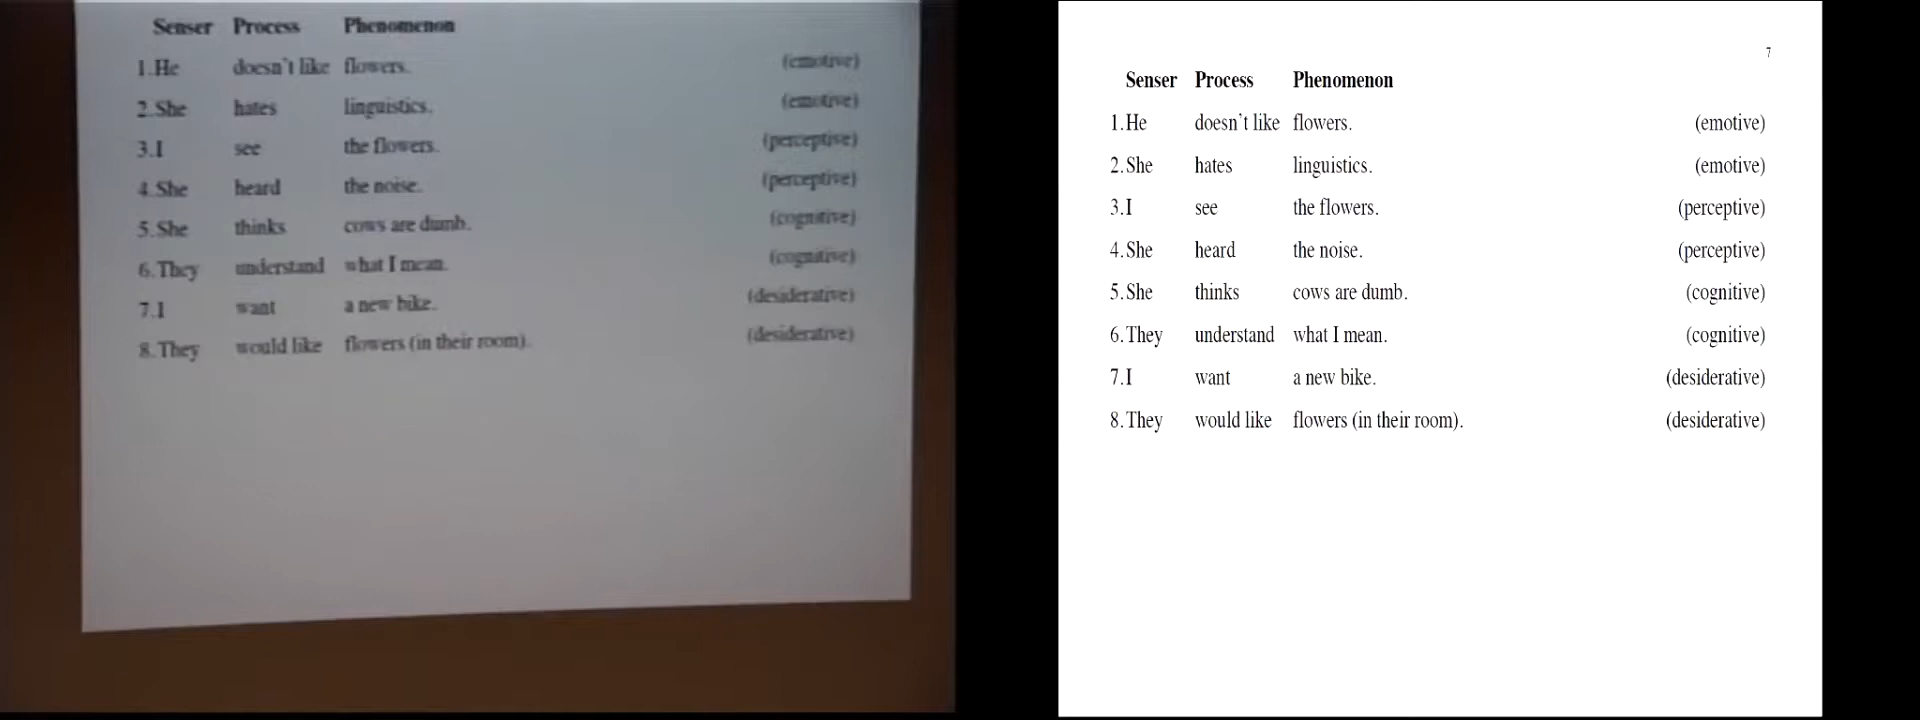 Senser Process Phenomenon
1. He doesn't like flowers. (emotive)
2. She hates linguistics. (emotive)
3. I see the flowers. (perceptive)
4. She heard the noise. (perceptive)
5. She thinks cows are dumb. (cognitive)
6. They understand what I mean. (cognitive)
7. I want a new bike. (desiderative)
8. They would like flowers (in their room). (desiderative)
7
Senser Process Phenomenon
1. He doesn't like flowers. (emotive)
2. She hates linguistics. (emotive)
3. I see the flowers. (perceptive)
4. She heard the noise. (perceptive)
5. She thinks cows are dumb. (cognitive)
6. They understand what I mean. (cognitive)
7. I want a new bike. (desiderative)
8. They would like flowers (in their room). (desiderative)